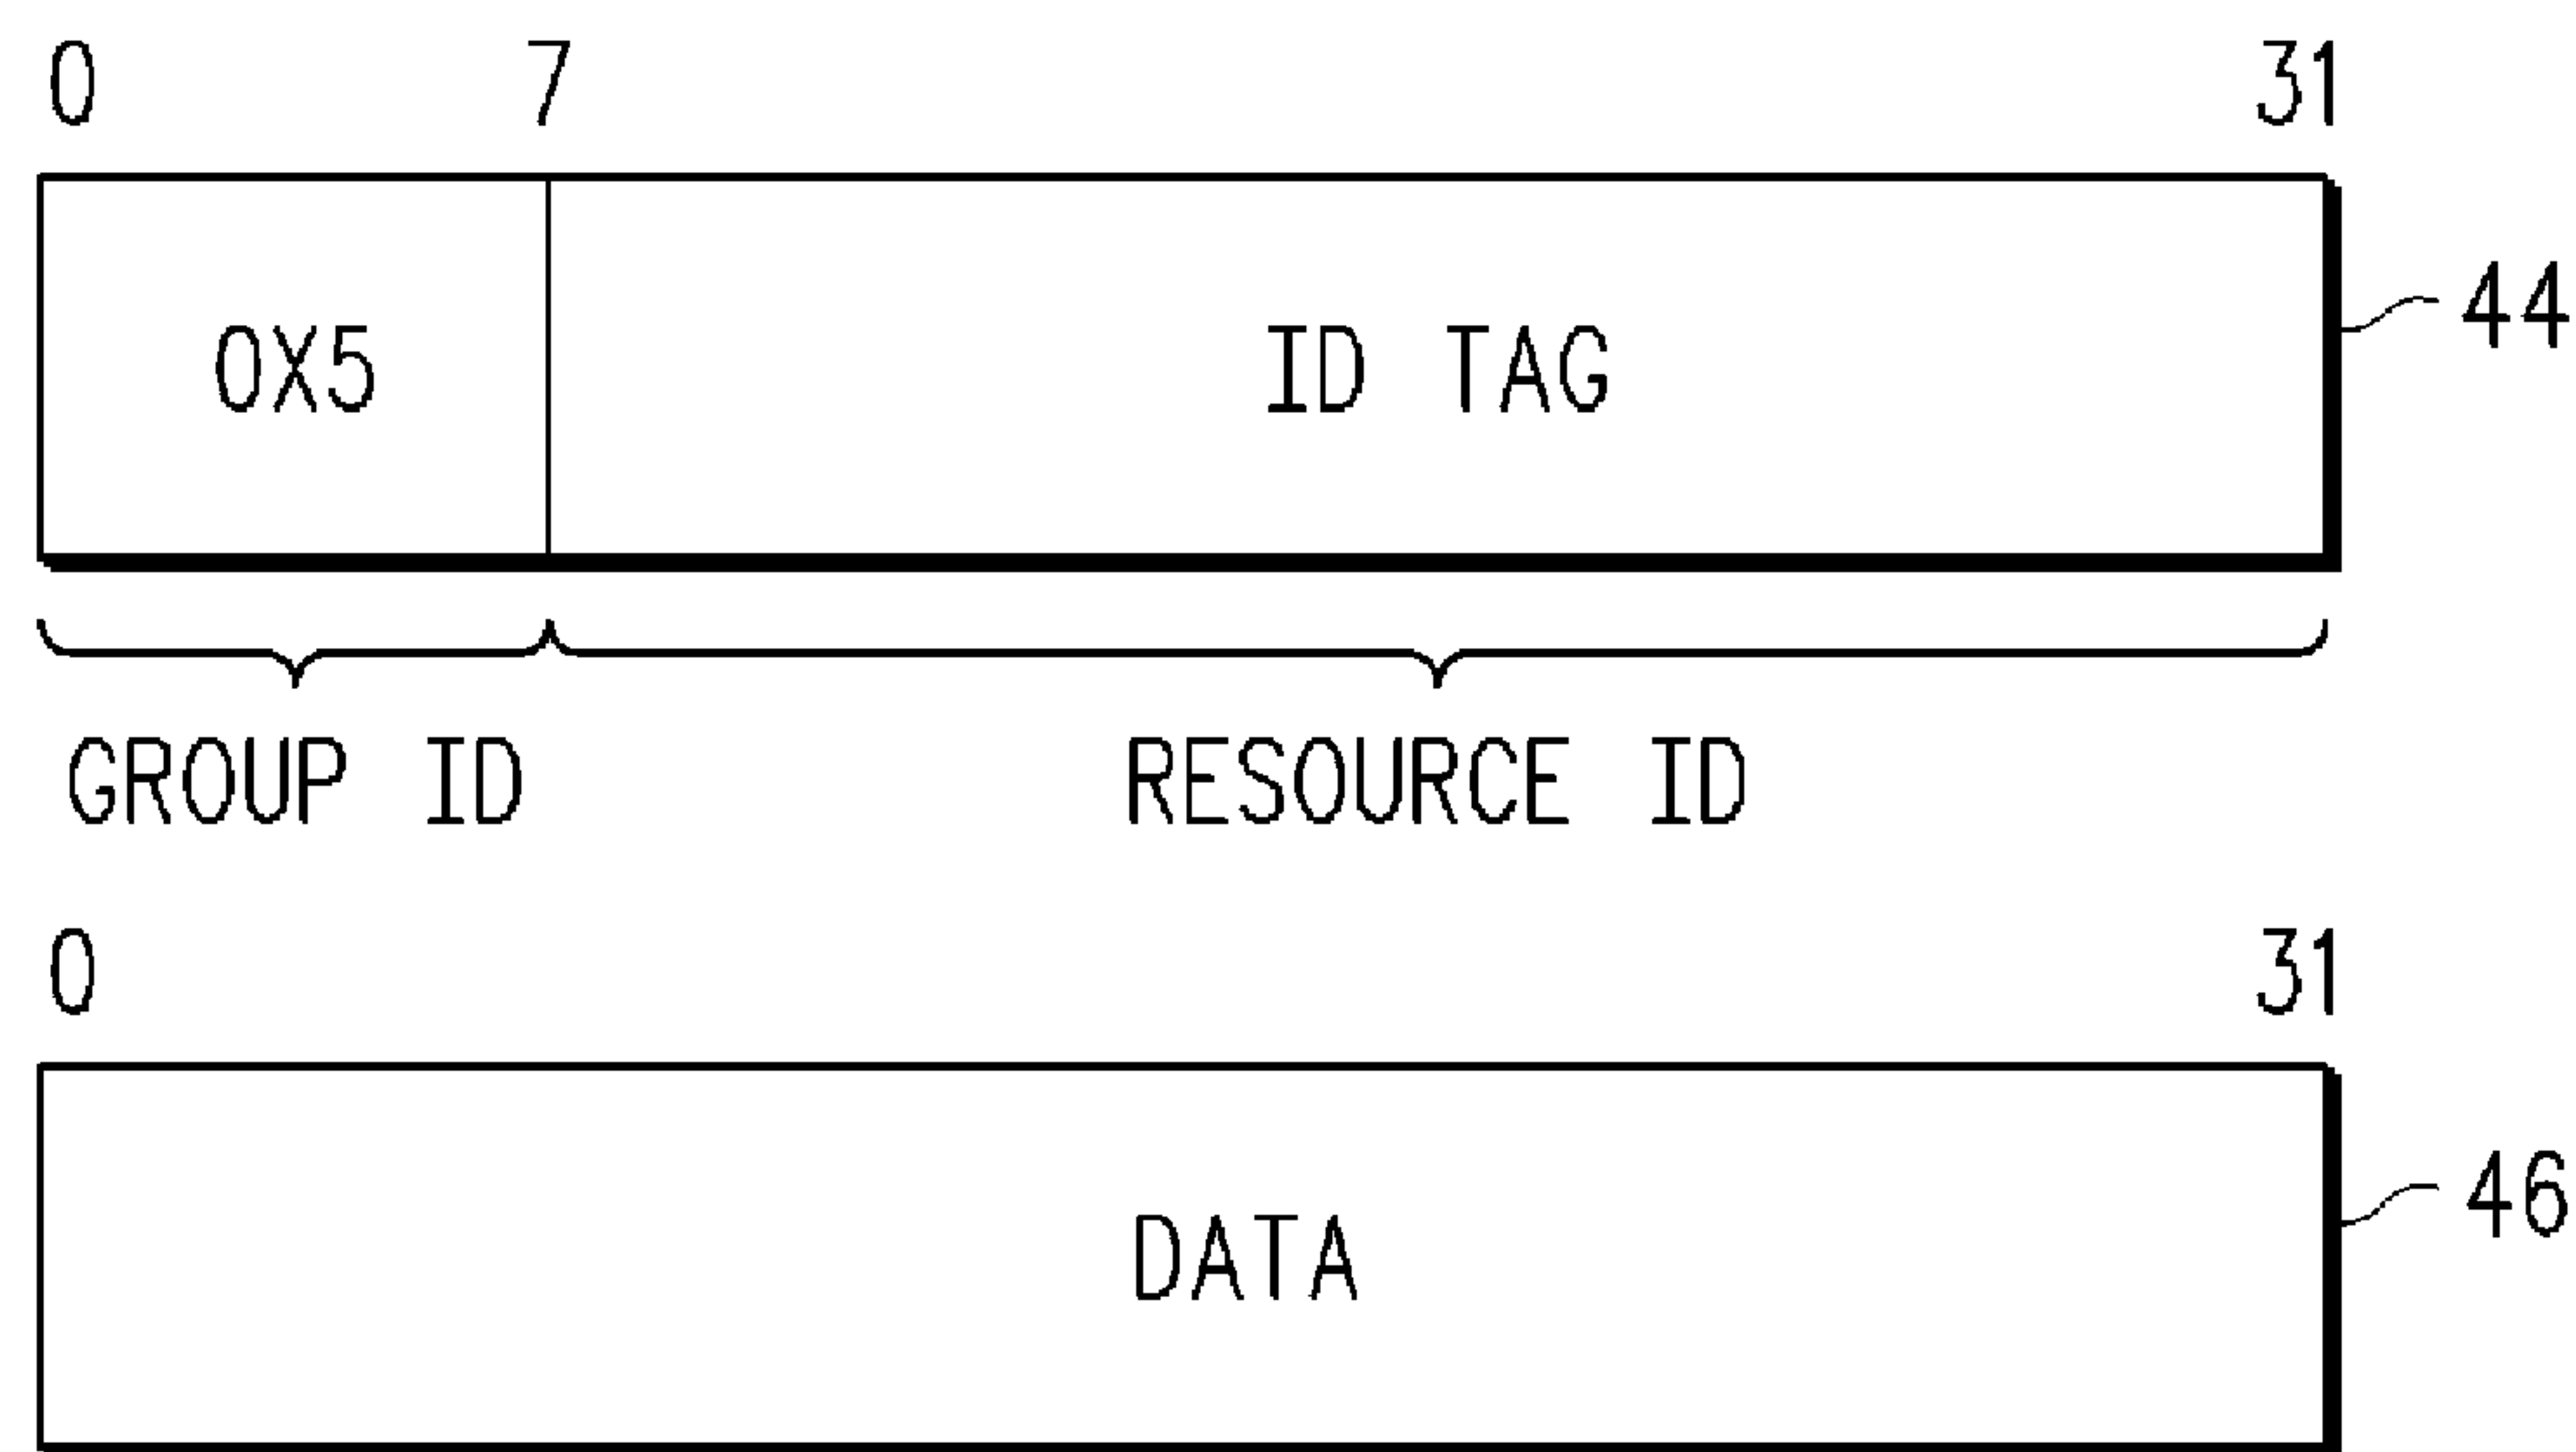 0 7 31
0X5 ID TAG 44
GROUP ID RESOURCE ID
0 31
DATA 46